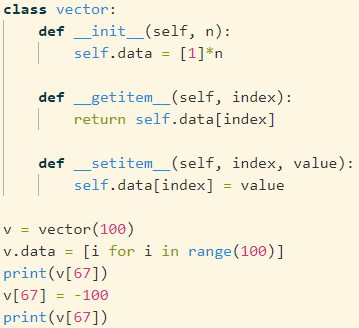 class vector:
    def __init__(self, n):
        self.data = [1]*n

    def __getitem__(self, index):
        return self.data[index]

    def __setitem__(self, index, value):
        self.data[index] = value

v = vector(100)
v.data = [i for i in range(100)]
print(v[67])
v[67] = -100
print(v[67])